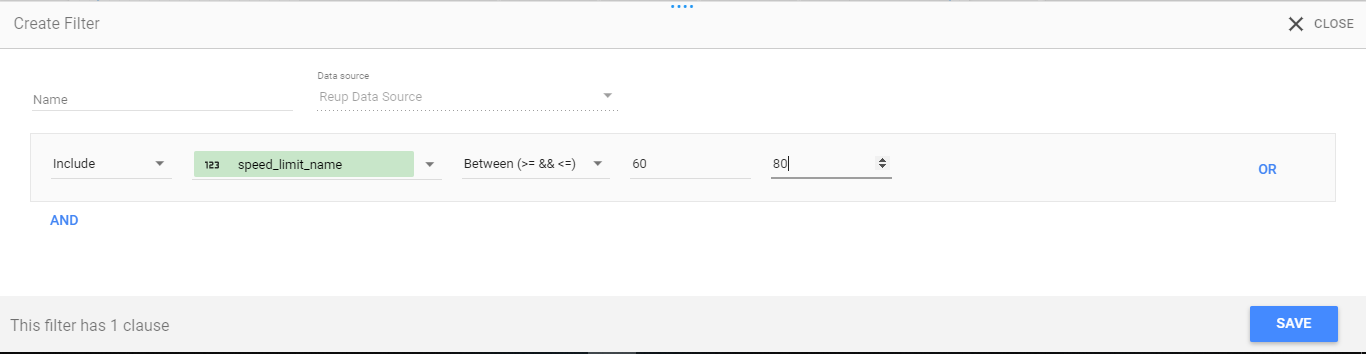 Create Filter
CLOSE
Data source
Name
Reup Data Source
Include 123 speed_limit_name Between (>= && <=) 60 80
OR
AND
This filter has 1 clause
SAVE